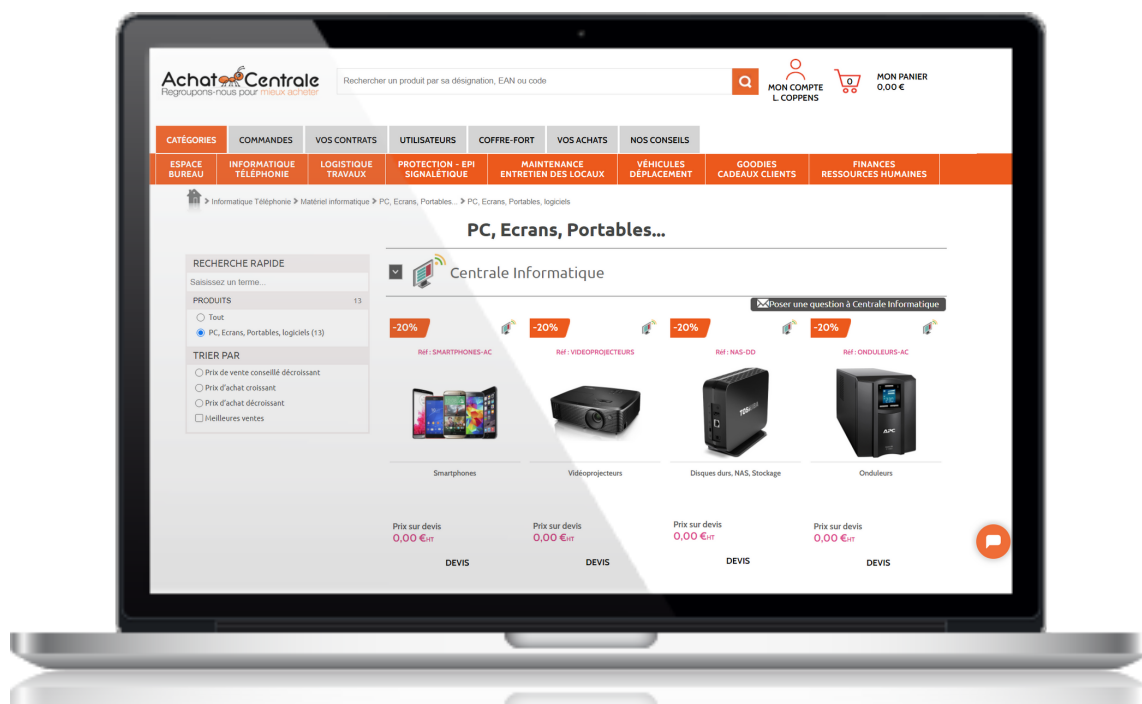 Achat Centrale
Regroupons-nous pour mieux acheter
Rechercher un produit par sa désignation, EAN ou code
MON COMPTE
L. COPPENS
0
MON PANIER
0,00 €
CATÉGORIES COMMANDES VOS CONTRATS UTILISATEURS COFFRE-FORT VOS ACHATS NOS CONSEILS
ESPACE BUREAU
INFORMATIQUE TÉLÉPHONIE
LOGISTIQUE TRAVAUX
PROTECTION - EPI SIGNALÉTIQUE
MAINTENANCE ENTRETIEN DES LOCAUX
VÉHICULES DÉPLACEMENT
GOODIES CADEAUX CLIENTS
FINANCES RESSOURCES HUMAINES
> Informatique Téléphonie > Matériel informatique > PC, Ecrans, Portables... > PC, Ecrans, Portables, logiciels
PC, Ecrans, Portables...
RECHERCHE RAPIDE
Saisissez un terme...
PRODUITS 13
Tout
PC, Ecrans, Portables, logiciels (13)
TRIER PAR
Prix de vente conseillé décroissant
Prix d'achat croissant
Prix d'achat décroissant
Meilleures ventes
Centrale Informatique
Poser une question à Centrale Informatique
-20% -20% -20% -20%
Réf : SMARTPHONES-AC Réf : VIDEOPROJECTEURS Réf : NAS-DD Réf : ONDULEURS-AC
TOSHIBA
APC
Smartphones Vidéoprojecteurs Disques durs, NAS, Stockage Onduleurs
Prix sur devis Prix sur devis Prix sur devis Prix sur devis
0,00 €HT 0,00 €HT 0,00 €HT 0,00 €HT
DEVIS DEVIS DEVIS DEVIS